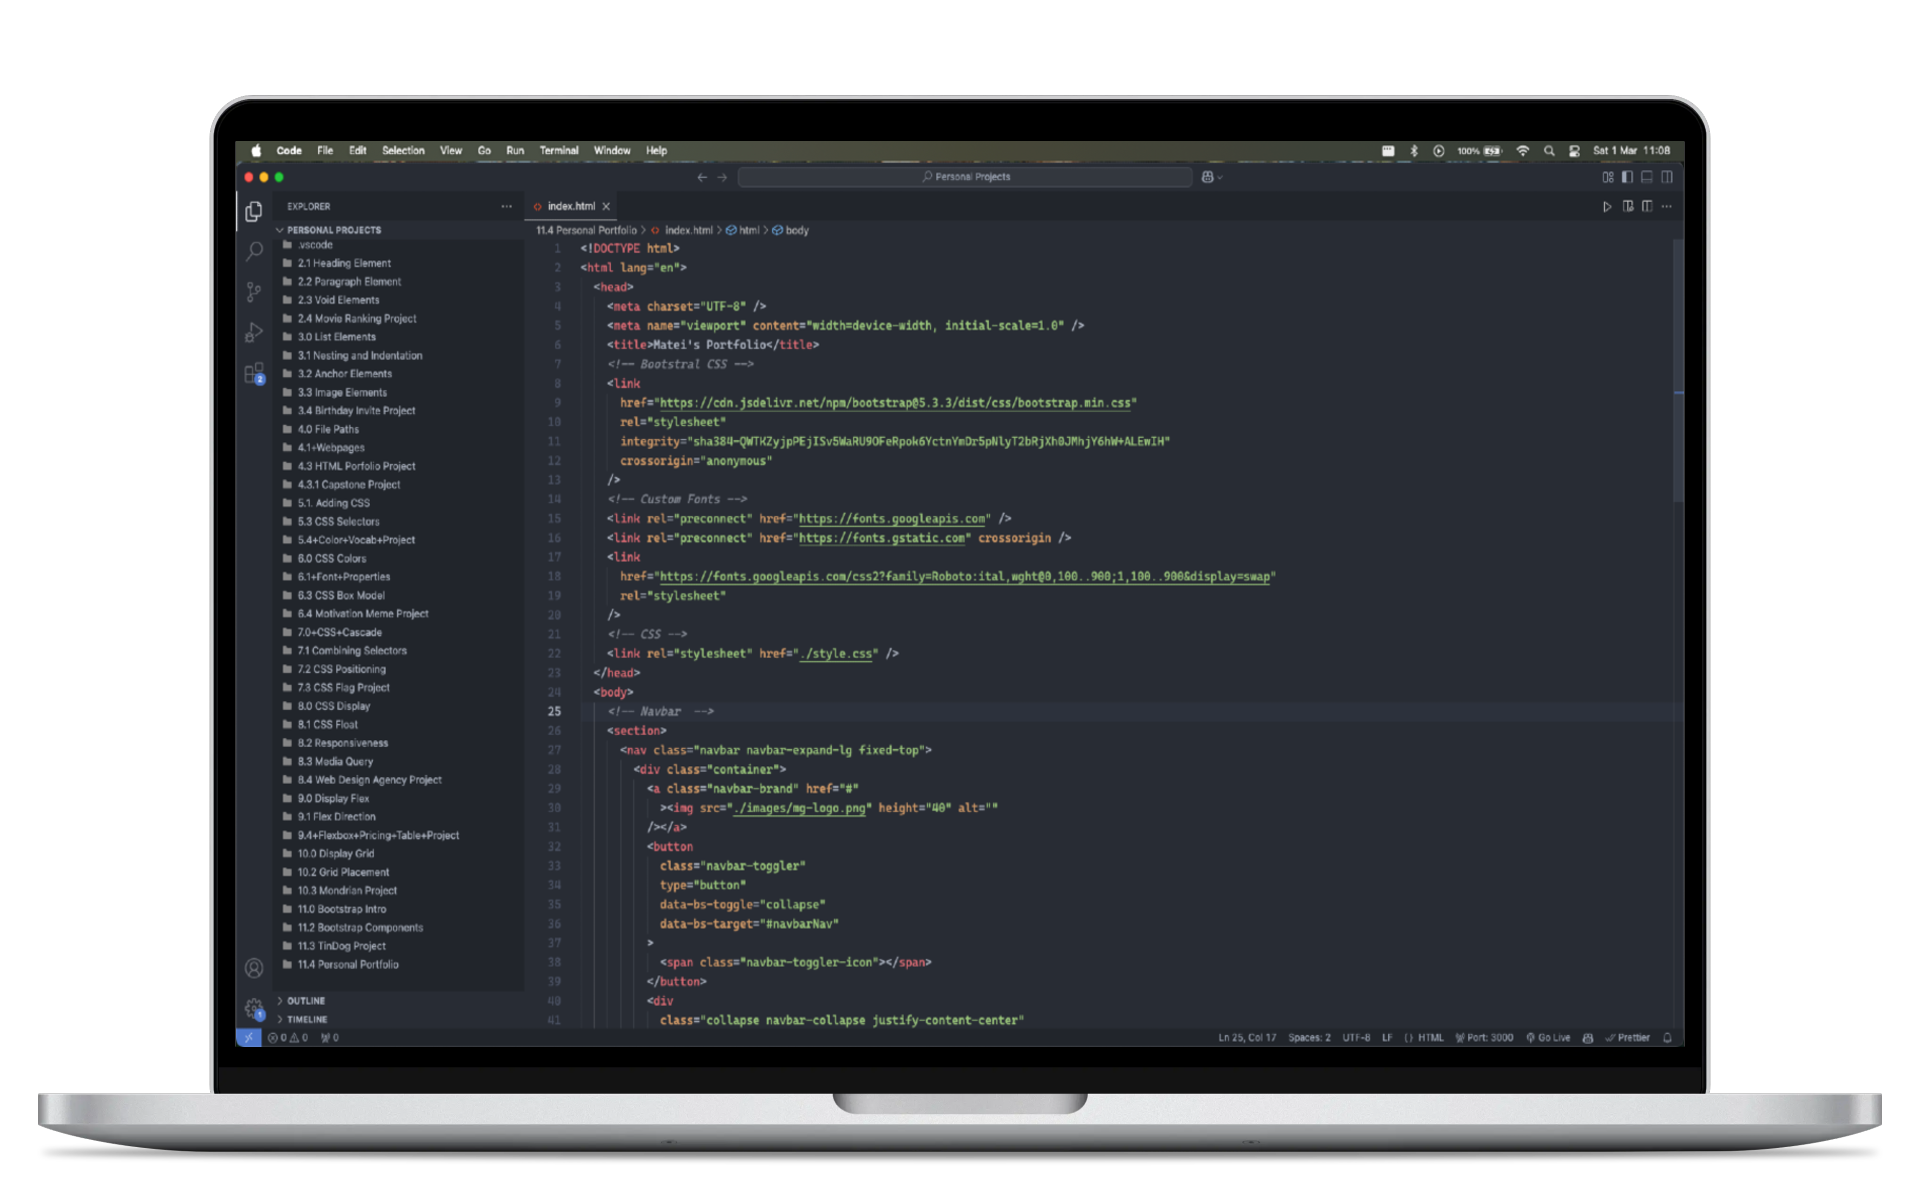 Code File Edit Selection View Go Run Terminal Window Help 100% Sat 1 Mar 11:08
Personal Projects
EXPLORER
PERSONAL PROJECTS
.vscode
2.1 Heading Element
2.2 Paragraph Element
2.3 Void Elements
2.4 Movie Ranking Project
3.0 List Elements
3.1 Nesting and Indentation
3.2 Anchor Elements
3.3 Image Elements
3.4 Birthday Invite Project
4.0 File Paths
4.1+Webpages
4.3 HTML Porfolio Project
4.3.1 Capstone Project
5.1. Adding CSS
5.3 CSS Selectors
5.4+Color+Vocab+Project
6.0 CSS Colors
6.1+Font+Properties
6.3 CSS Box Model
6.4 Motivation Meme Project
7.0+CSS+Cascade
7.1 Combining Selectors
7.2 CSS Positioning
7.3 CSS Flag Project
8.0 CSS Display
8.1 CSS Float
8.2 Responsiveness
8.3 Media Query
8.4 Web Design Agency Project
9.0 Display Flex
9.1 Flex Direction
9.4+Flexbox+Pricing+Table+Project
10.0 Display Grid
10.2 Grid Placement
10.3 Mondrian Project
11.0 Bootstrap Intro
11.2 Bootstrap Components
11.3 TinDog Project
11.4 Personal Portfolio
OUTLINE
TIMELINE
2
1
index.html
11.4 Personal Portfolio > index.html > html > body
1 <!DOCTYPE html>
2 <html lang="en">
3 <head>
4 <meta charset="UTF-8" />
5 <meta name="viewport" content="width=device-width, initial-scale=1.0" />
6 <title>Matei's Portfolio</title>
7 <!-- Bootstral CSS -->
8 <link
9 href="https://cdn.jsdelivr.net/npm/bootstrap@5.3.3/dist/css/bootstrap.min.css"
10 rel="stylesheet"
11 integrity="sha384-QWTKZyjpPEjISv5WaRU9OFeRpok6YctnYmDr5pNlyT2bRjXh0JMhjY6hW+ALEwIH"
12 crossorigin="anonymous"
13 />
14 <!-- Custom Fonts -->
15 <link rel="preconnect" href="https://fonts.googleapis.com" />
16 <link rel="preconnect" href="https://fonts.gstatic.com" crossorigin />
17 <link
18 href="https://fonts.googleapis.com/css2?family=Roboto:ital,wght@0,100..900;1,100..900&display=swap"
19 rel="stylesheet"
20 />
21 <!-- CSS -->
22 <link rel="stylesheet" href="./style.css" />
23 </head>
24 <body>
25 <!-- Navbar  -->
26 <section>
27 <nav class="navbar navbar-expand-lg fixed-top">
28 <div class="container">
29 <a class="navbar-brand" href="#"
30 ><img src="./images/mg-logo.png" height="40" alt=""
31 /></a>
32 <button
33 class="navbar-toggler"
34 type="button"
35 data-bs-toggle="collapse"
36 data-bs-target="#navbarNav"
37 >
38 <span class="navbar-toggler-icon"></span>
39 </button>
40 <div
41 class="collapse navbar-collapse justify-content-center"
0 0 0 Ln 25, Col 17 Spaces: 2 UTF-8 LF {} HTML Port: 3000 Go Live Prettier